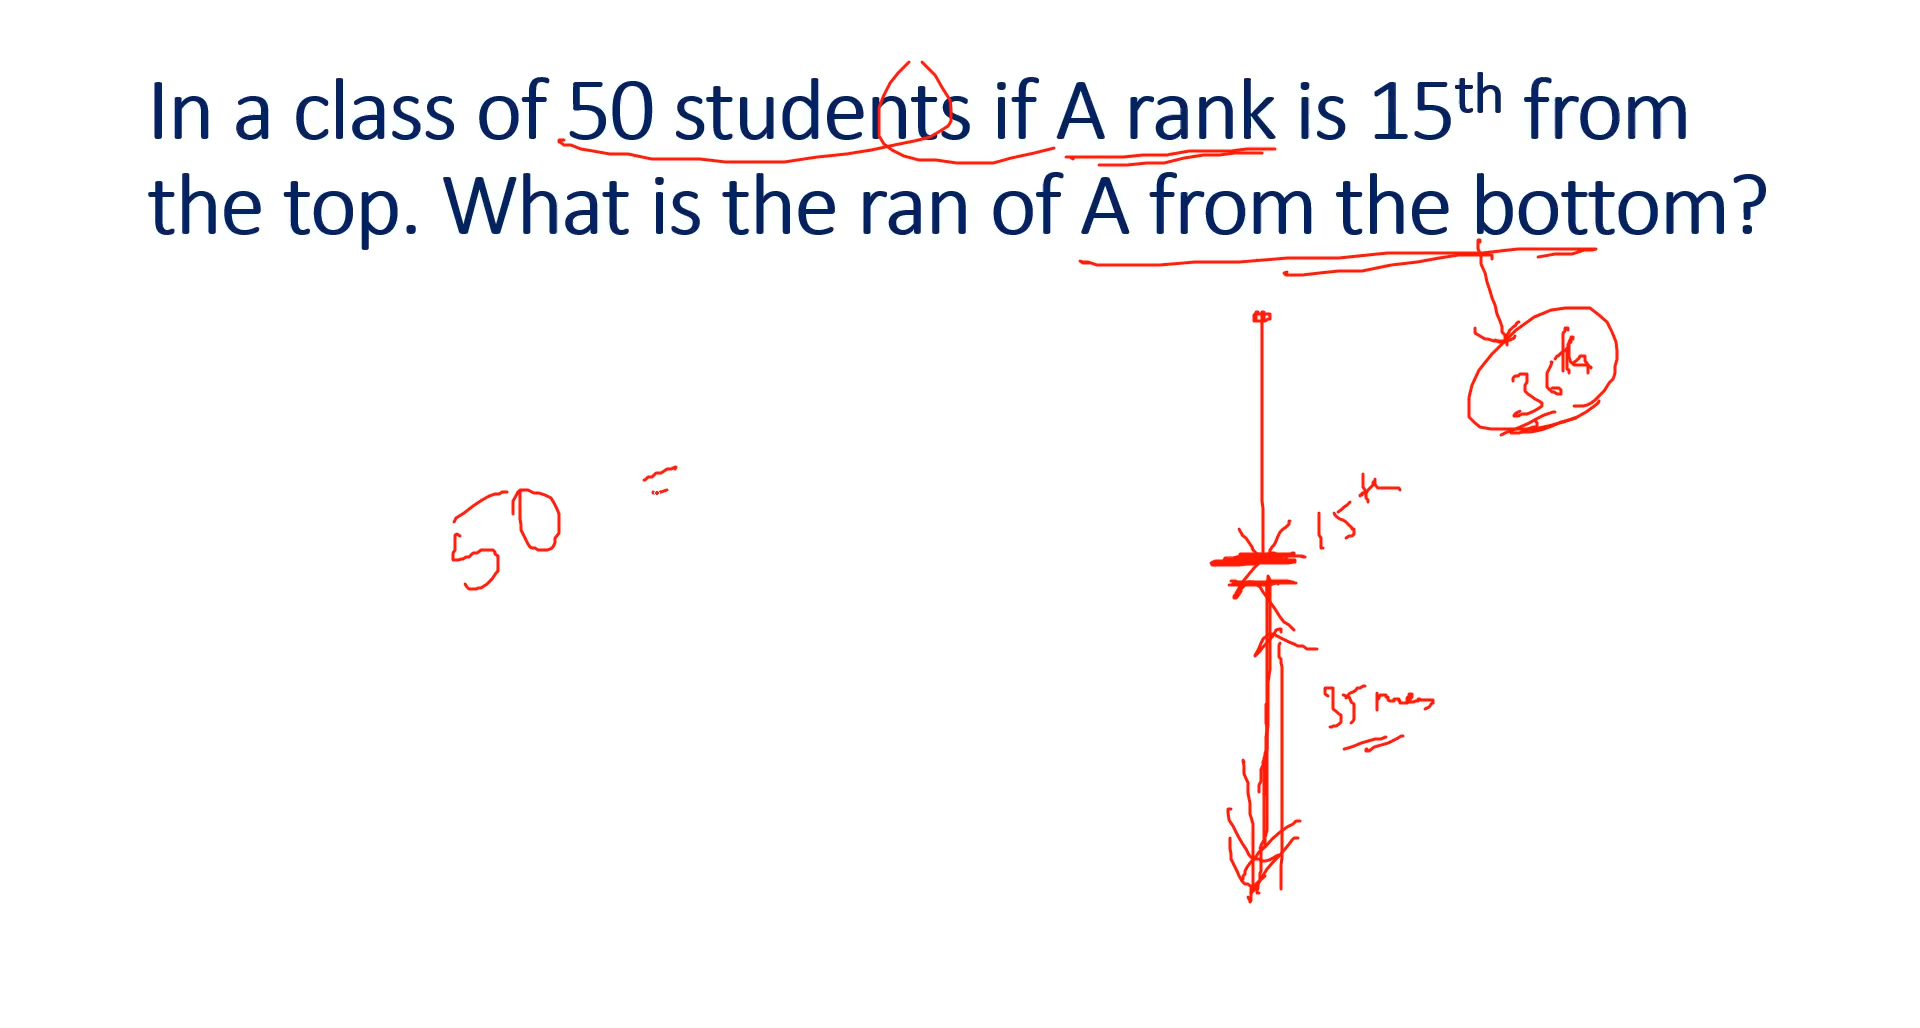 In a class of 50 students if A rank is 15th from
the top. What is the ran of A from the bottom?
36th
50 =
15th
35